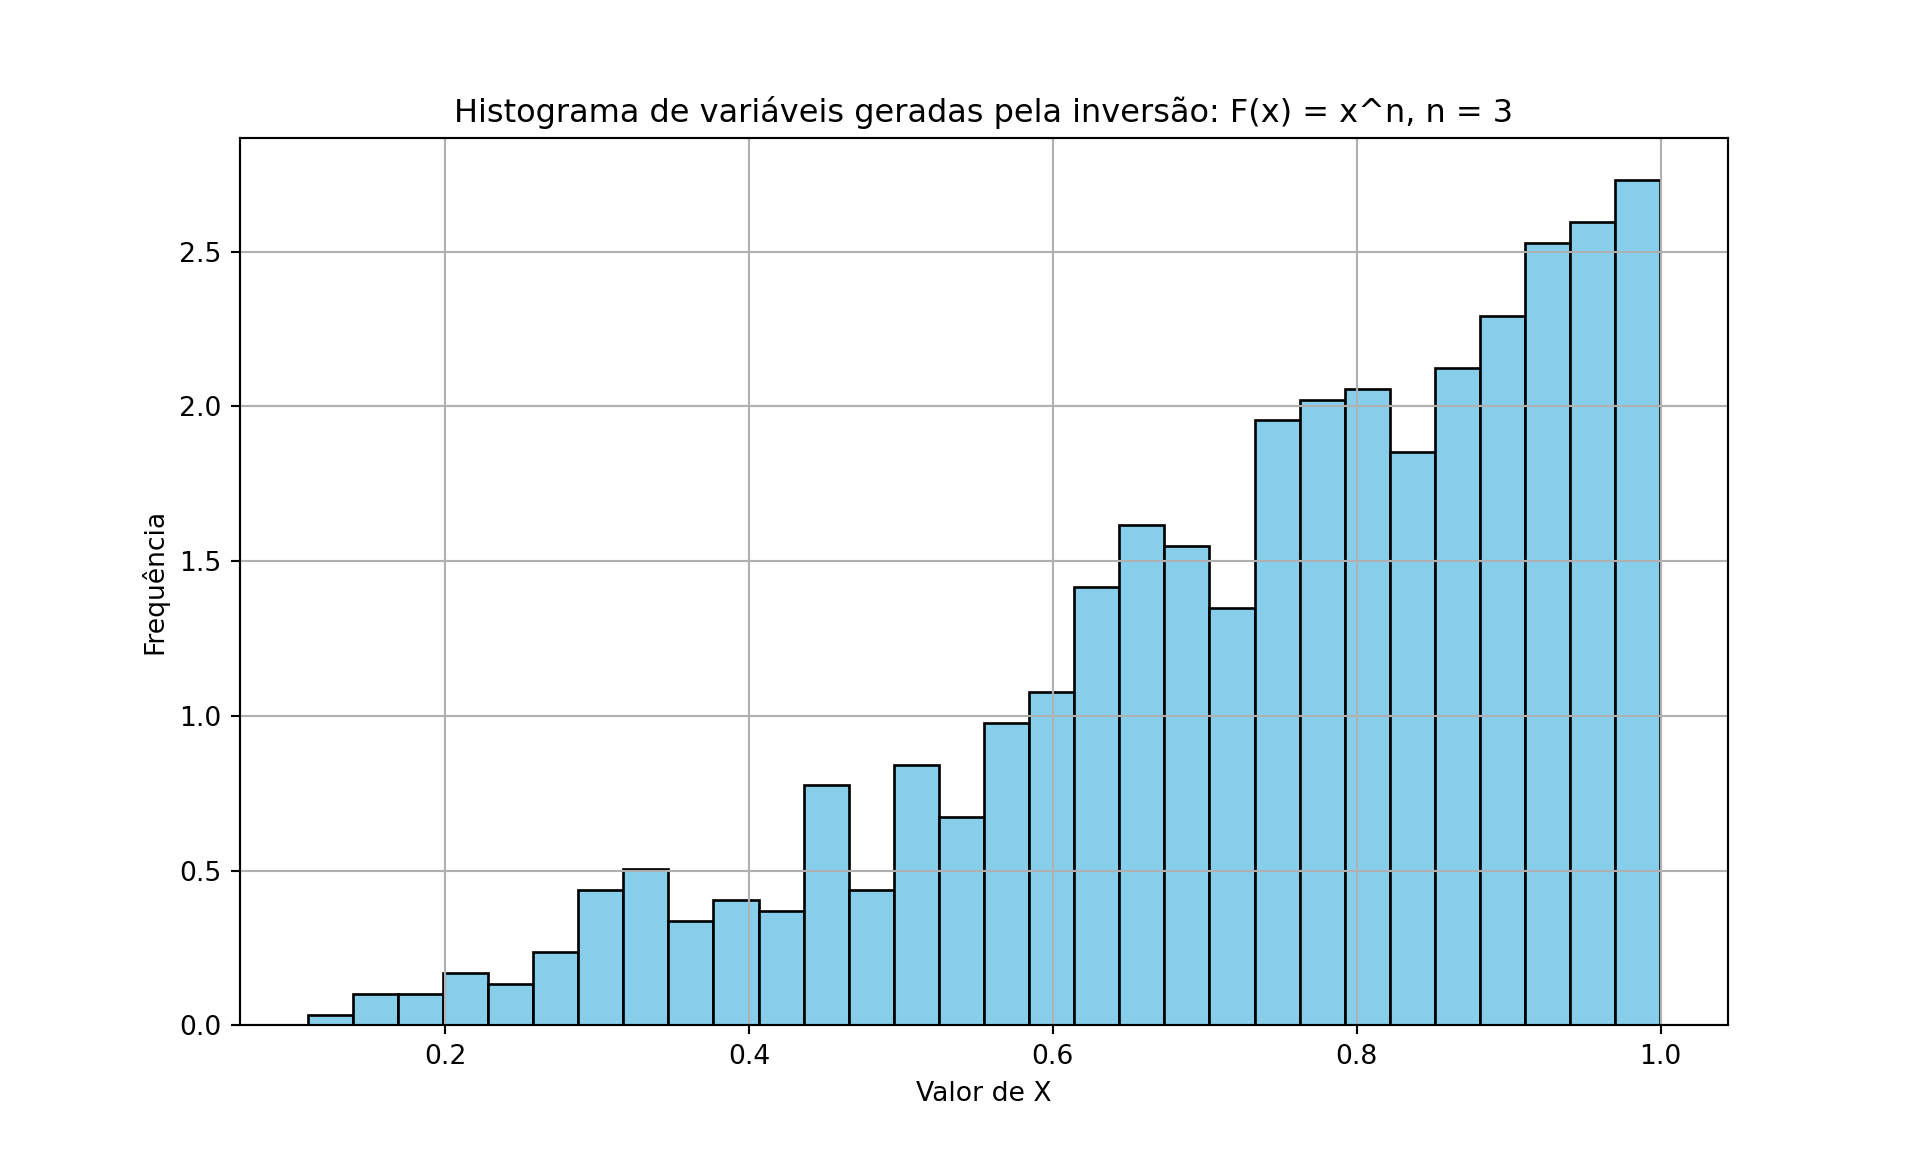 Histograma de variáveis geradas pela inversão: F(x) = x^n, n = 3
Frequência
2.5
2.0
1.5
1.0
0.5
0.0
0.2 0.4 0.6 0.8 1.0
Valor de X